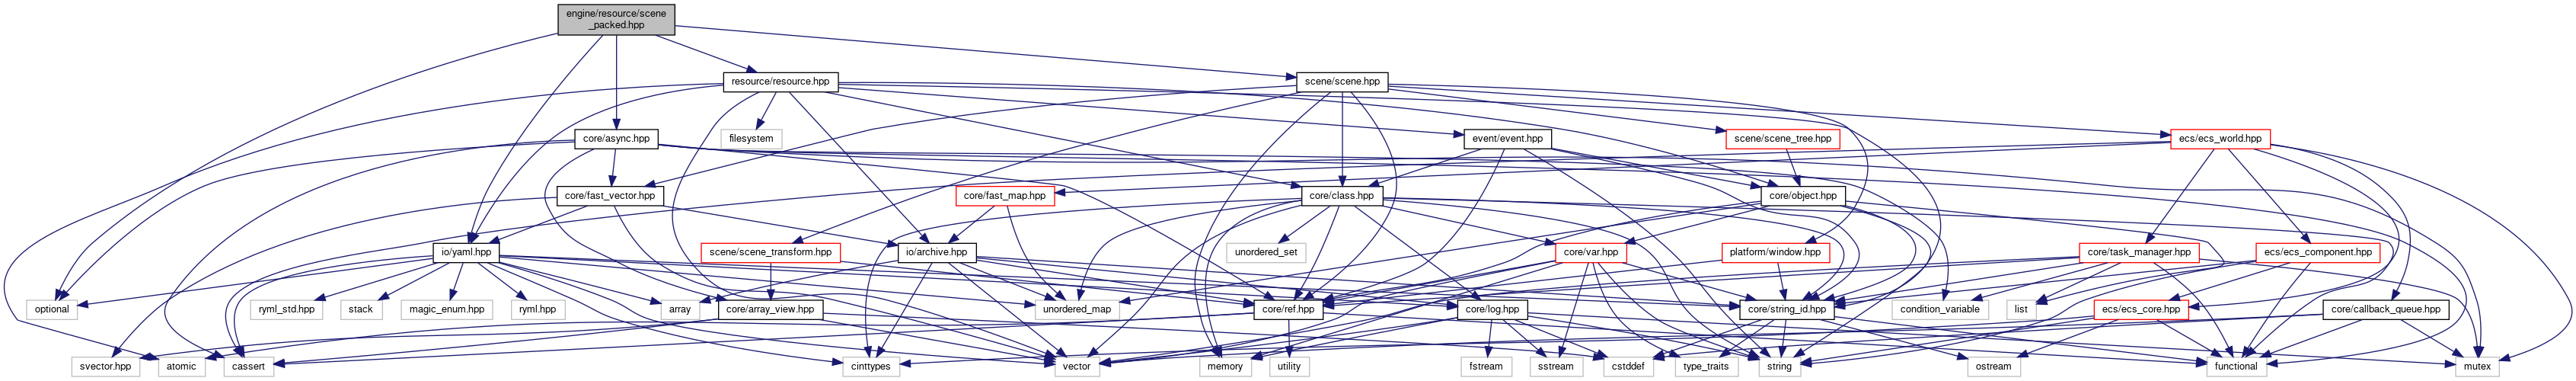 engine/resource/scene
_packed.hpp
resource/resource.hpp
scene/scene.hpp
core/async.hpp
filesystem
event/event.hpp
scene/scene_tree.hpp
ecs/ecs_world.hpp
core/fast_vector.hpp
core/fast_map.hpp
core/class.hpp
core/object.hpp
io/yaml.hpp
scene/scene_transform.hpp
io/archive.hpp
unordered_set
core/var.hpp
platform/window.hpp
core/task_manager.hpp
ecs/ecs_component.hpp
optional
ryml_std.hpp
stack
magic_enum.hpp
ryml.hpp
array
core/array_view.hpp
unordered_map
core/ref.hpp
core/log.hpp
core/string_id.hpp
condition_variable
list
ecs/ecs_core.hpp
core/callback_queue.hpp
svector.hpp
atomic
cassert
cinttypes
vector
memory
utility
fstream
sstream
cstddef
type_traits
string
ostream
functional
mutex